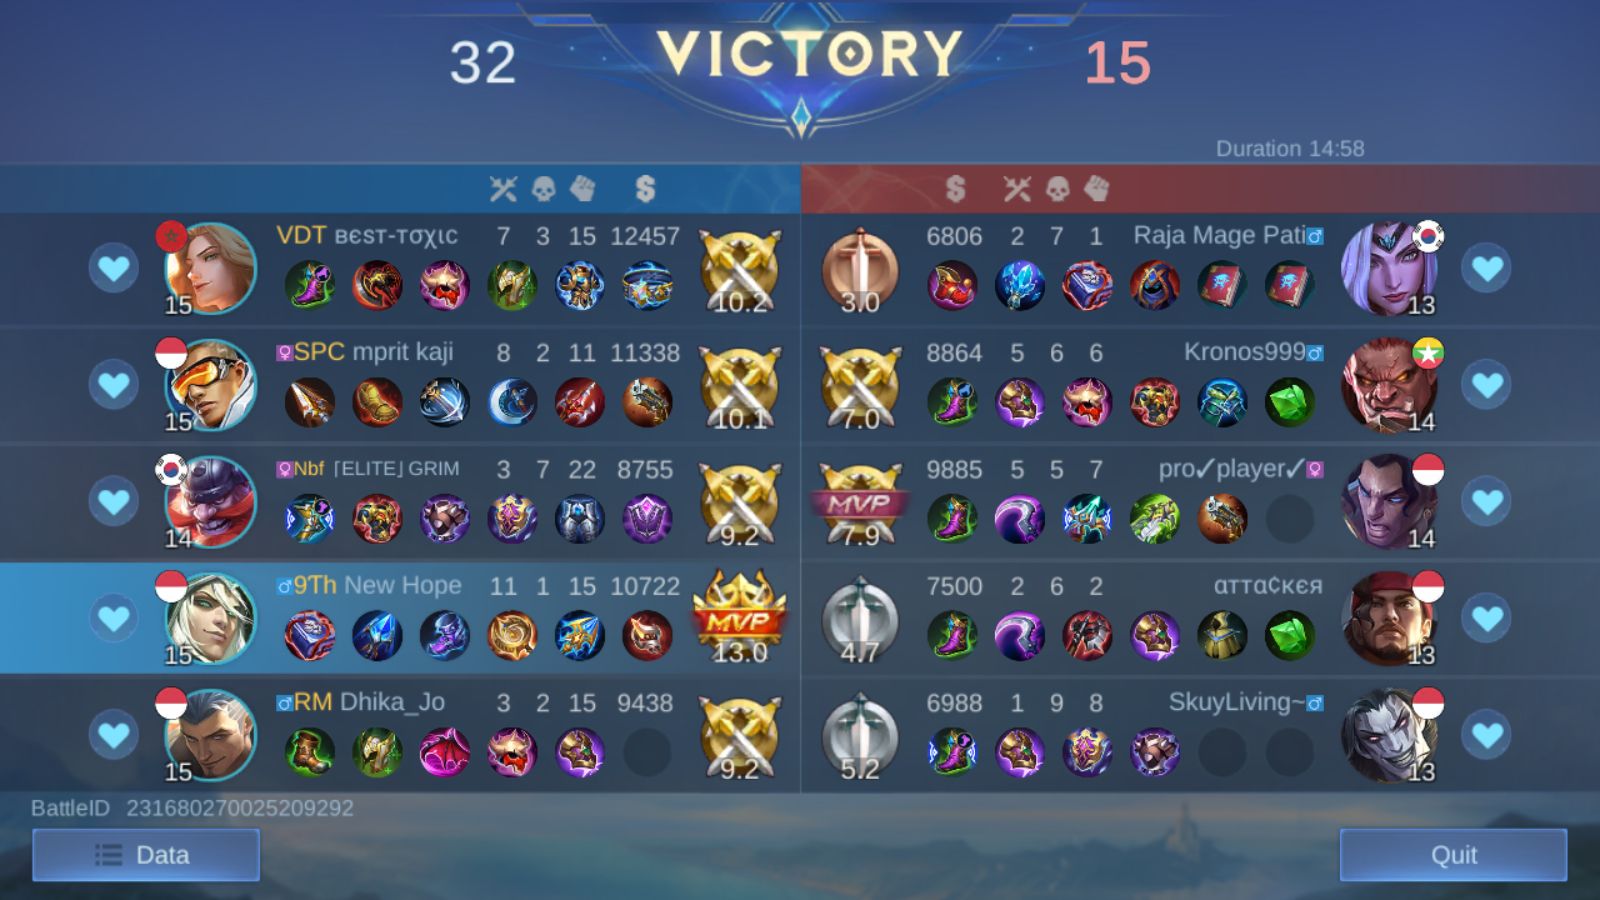 32 VICTORY 15
Duration 14:58
VDT вєѕт-тσχιc 7 3 15 12457
15 10.2
6806 2 7 1 Raja Mage Pati
3.0 13
SPC mprit kaji 8 2 11 11338
15 10.1
8864 5 6 6 Kronos999
7.0 14
Nbf 「ELITE」GRIM 3 7 22 8755
14 9.2
9885 5 5 7 pro✓player✓
MVP
7.9 14
9Th New Hope 11 1 15 10722
MVP
15 13.0
7500 2 6 2 αттα¢кєя
4.7 13
RM Dhika_Jo 3 2 15 9438
15 9.2
6988 1 9 8 SkuyLiving~
5.2 13
BattleID 231680270025209292
Data
Quit